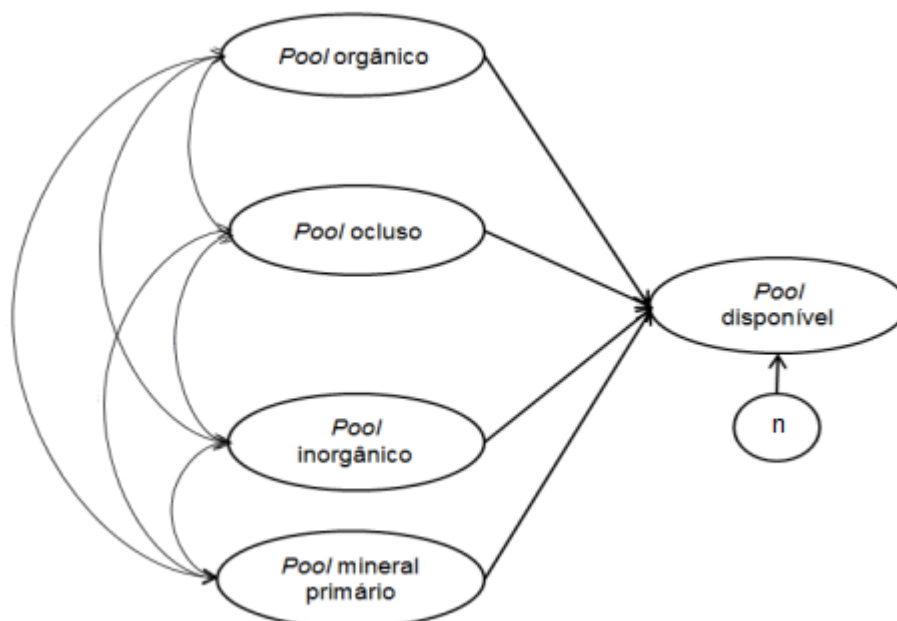 Pool orgânico
Pool ocluso
Pool
disponível
n
Pool
inorgânico
Pool mineral
primário